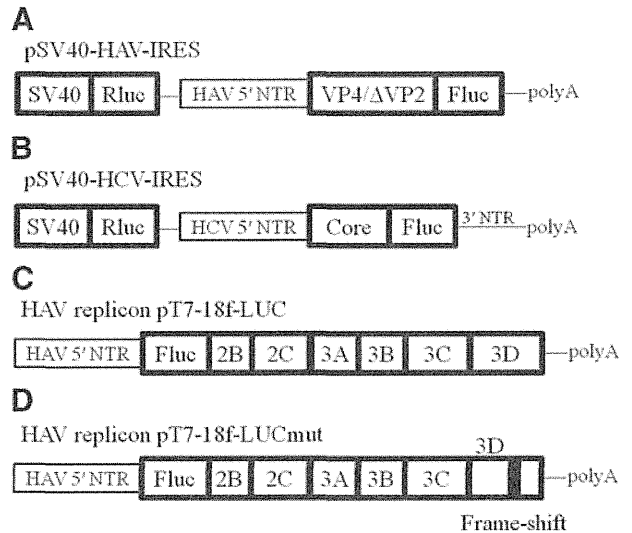 A
pSV40-HAV-IRES
SV40 Rluc HAV 5' NTR VP4/ΔVP2 Fluc polyA
B
pSV40-HCV-IRES
SV40 Rluc HCV 5' NTR Core Fluc 3' NTR polyA
C
HAV replicon pT7-18f-LUC
HAV 5' NTR Fluc 2B 2C 3A 3B 3C 3D polyA
D
HAV replicon pT7-18f-LUCmut
3D
HAV 5' NTR Fluc 2B 2C 3A 3B 3C polyA
Frame-shift